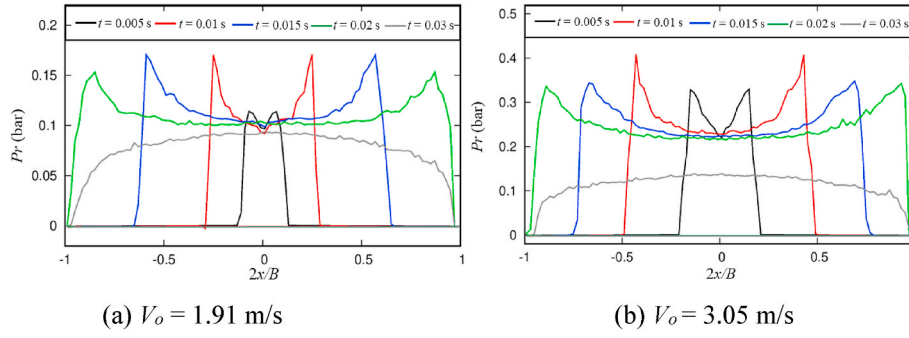 t = 0.005 s t = 0.01 s t = 0.015 s t = 0.02 s t = 0.03 s
0.2
0.15
0.1
0.05
0
Pr (bar)
-1 -0.5 0 0.5 1
2x/B
(a) Vₒ = 1.91 m/s
t = 0.005 s t = 0.01 s t = 0.015 s t = 0.02 s t = 0.03 s
0.5
0.4
0.3
0.2
0.1
0
Pr (bar)
-1 -0.5 0 0.5
2x/B
(b) Vₒ = 3.05 m/s